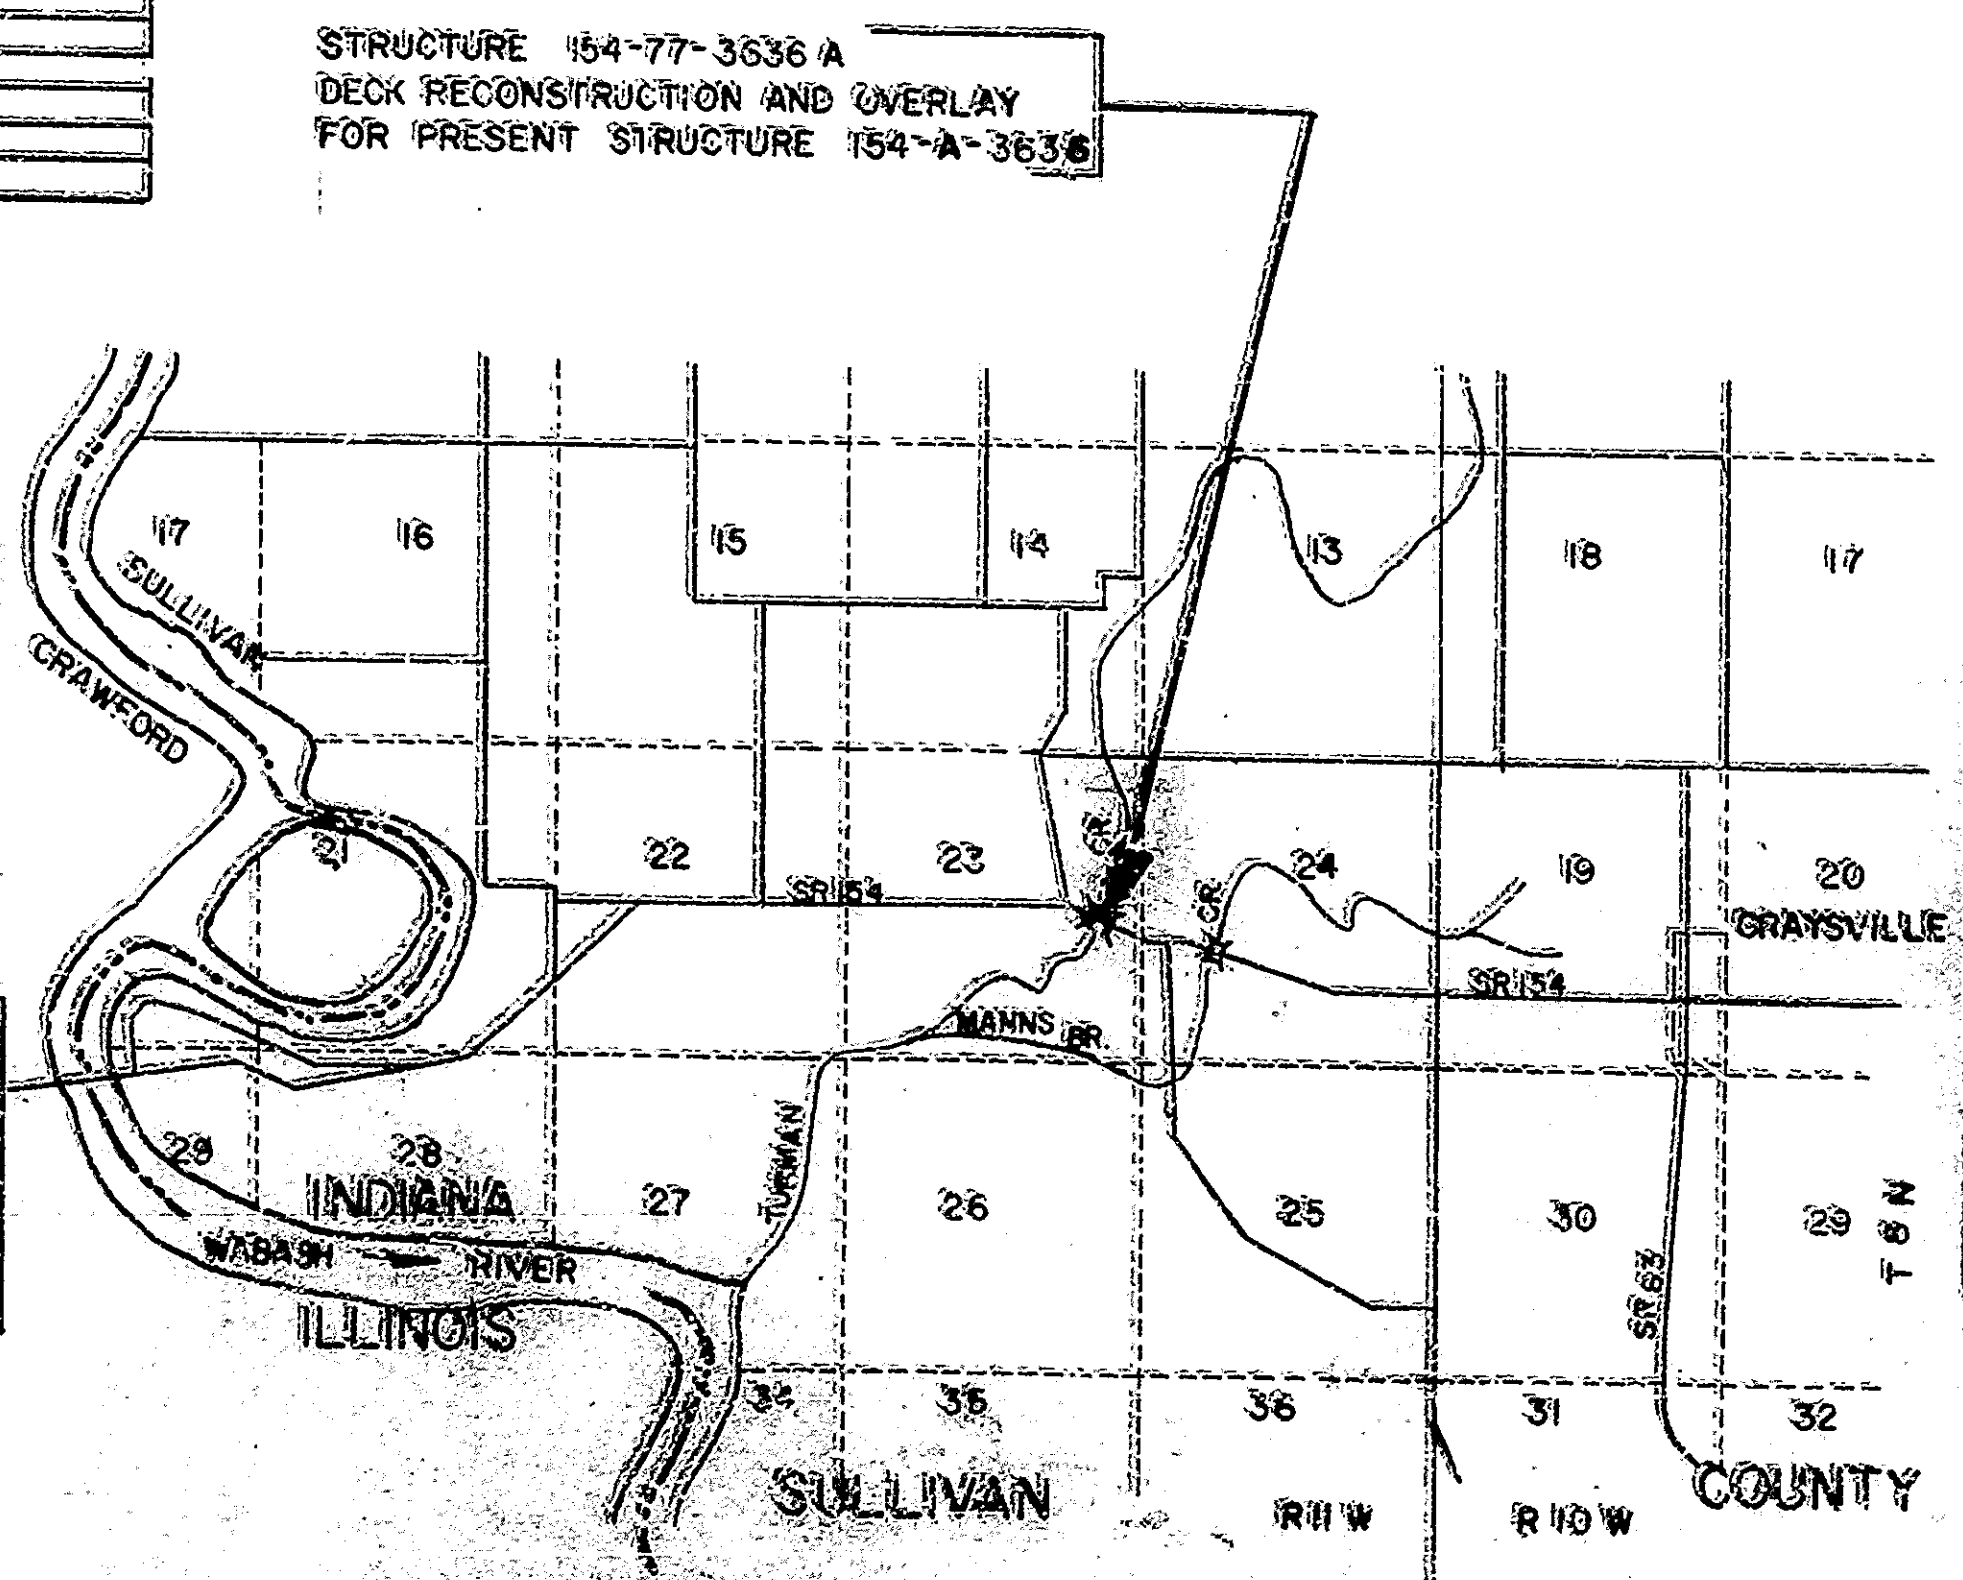 STRUCTURE 154-77-3636 A
DECK RECONSTRUCTION AND OVERLAY
FOR PRESENT STRUCTURE 154-A-3636
17 16 15 14 13 18 17
SULLIVAN
CRAWFORD
21 22 23 24 19 20
CR.
SR 154
CR.
GRAYSVILLE
SR 154
MANNS BR.
TURMAN
29 28 27 26 25 30 29
INDIANA
WABASH RIVER
ILLINOIS
SR 63
T 8 N
35 36 31 32
SULLIVAN COUNTY
R 11 W R 10 W